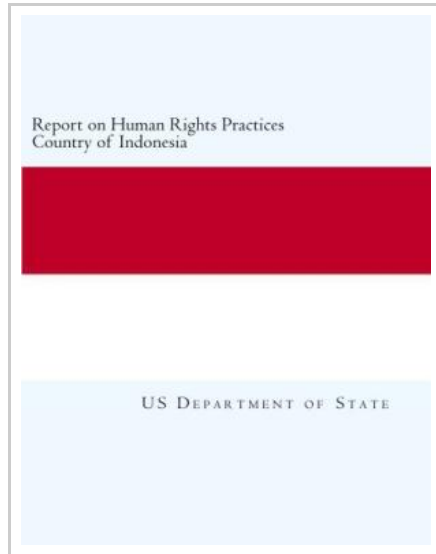 Report on Human Rights Practices
Country of Indonesia
US DEPARTMENT OF STATE